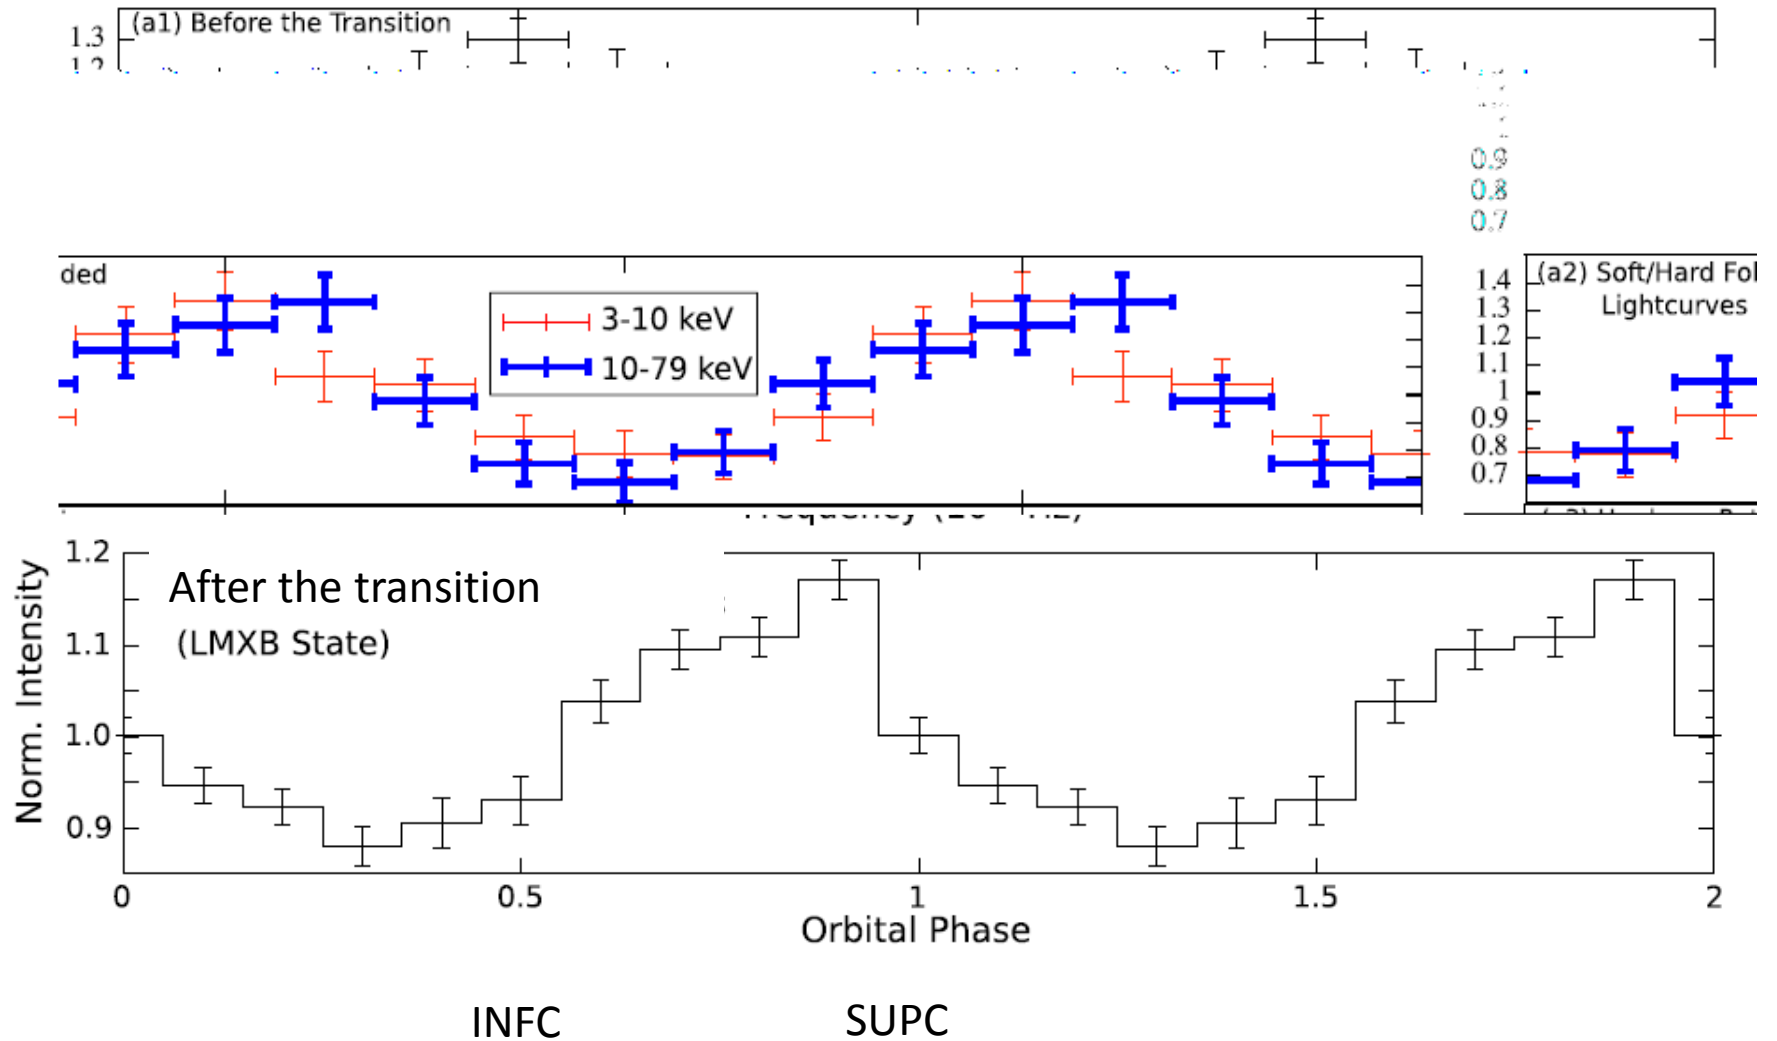 (a1) Before the Transition
1.3
0.9
0.8
0.7
ded
3-10 keV
10-79 keV
(a2) Soft/Hard Fol
Lightcurves
1.4
1.3
1.2
1.1
1
0.9
0.8
0.7
After the transition
(LMXB State)
Norm. Intensity
1.2
1.1
1.0
0.9
0
0.5
1
1.5
2
Orbital Phase
INFC
SUPC